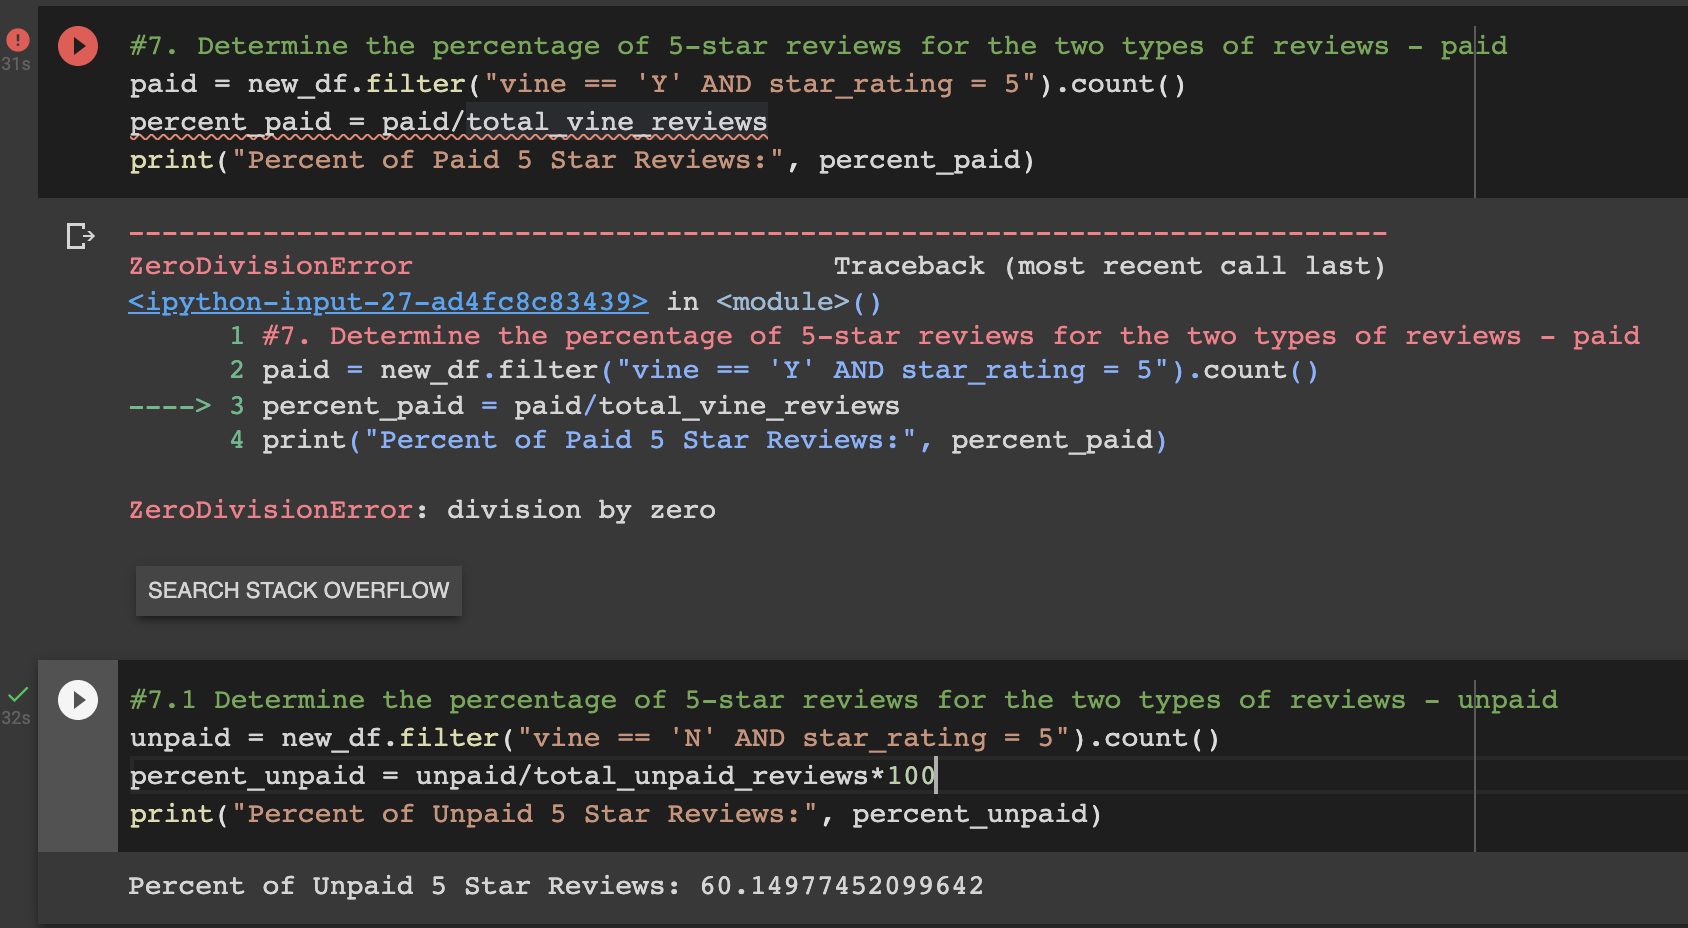 #7. Determine the percentage of 5-star reviews for the two types of reviews - paid
31s
paid = new_df.filter("vine == 'Y' AND star_rating = 5").count()
percent_paid = paid/total_vine_reviews
print("Percent of Paid 5 Star Reviews:", percent_paid)
---------------------------------------------------------------------------
ZeroDivisionError                         Traceback (most recent call last)
<ipython-input-27-ad4fc8c83439> in <module>()
      1 #7. Determine the percentage of 5-star reviews for the two types of reviews - paid
      2 paid = new_df.filter("vine == 'Y' AND star_rating = 5").count()
----> 3 percent_paid = paid/total_vine_reviews
      4 print("Percent of Paid 5 Star Reviews:", percent_paid)
ZeroDivisionError: division by zero
SEARCH STACK OVERFLOW
#7.1 Determine the percentage of 5-star reviews for the two types of reviews - unpaid
32s
unpaid = new_df.filter("vine == 'N' AND star_rating = 5").count()
percent_unpaid = unpaid/total_unpaid_reviews*100
print("Percent of Unpaid 5 Star Reviews:", percent_unpaid)
Percent of Unpaid 5 Star Reviews: 60.14977452099642